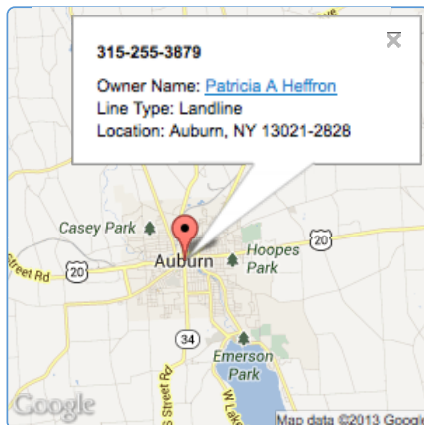 315-255-3879
Owner Name: Patricia A Heffron
Line Type: Landline
Location: Auburn, NY 13021-2828
Casey Park
20
Hoopes
Park
Auburn
Street Rd
20
34
Emerson
Park
S Street Rd
W Lake
Google
Map data ©2013 Google